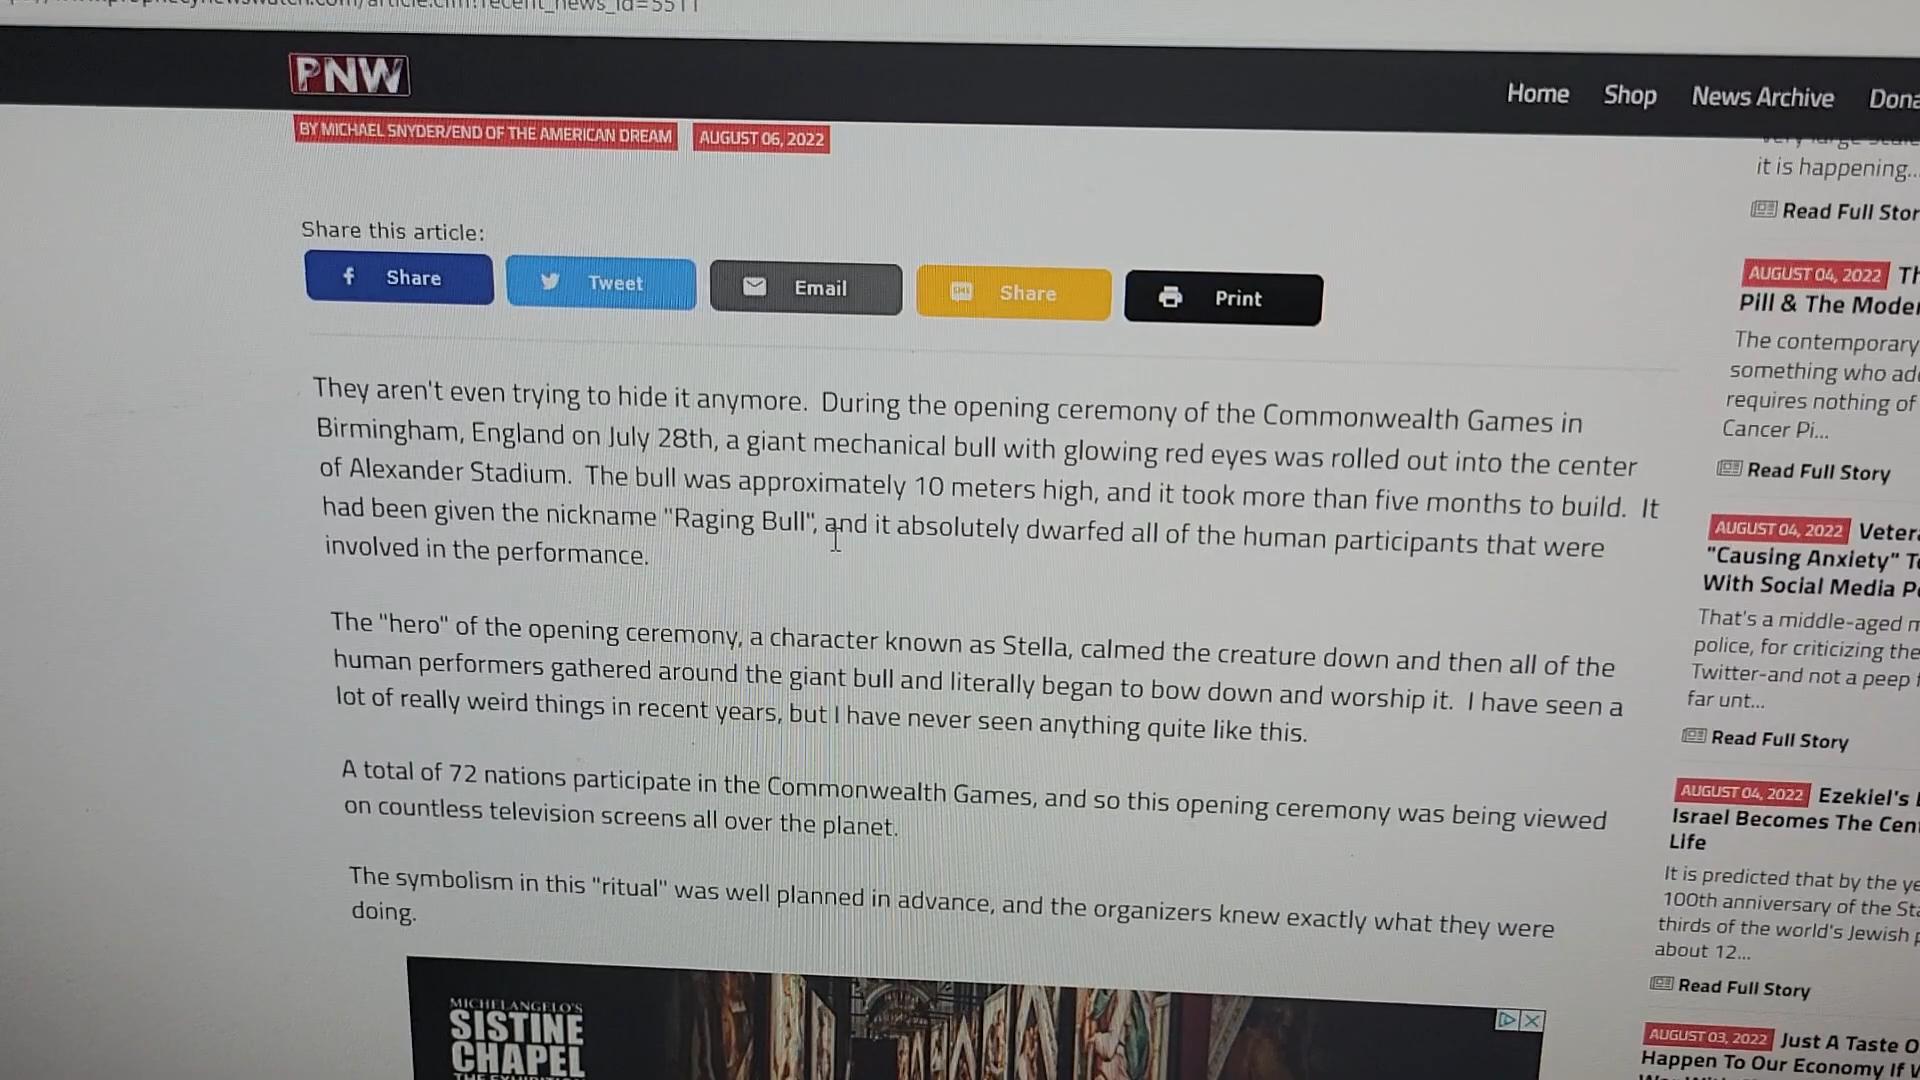 PNW
Home Shop News Archive
BY MICHAEL SNYDER/END OF THE AMERICAN DREAM AUGUST 06, 2022
Share this article:
Share Tweet Email Share Print
They aren't even trying to hide it anymore. During the opening ceremony of the Commonwealth Games in
Birmingham, England on July 28th, a giant mechanical bull with glowing red eyes was rolled out into the center
of Alexander Stadium. The bull was approximately 10 meters high, and it took more than five months to build. It
had been given the nickname "Raging Bull", and it absolutely dwarfed all of the human participants that were
involved in the performance.
The "hero" of the opening ceremony, a character known as Stella, calmed the creature down and then all of the
human performers gathered around the giant bull and literally began to bow down and worship it. I have seen a
lot of really weird things in recent years, but I have never seen anything quite like this.
A total of 72 nations participate in the Commonwealth Games, and so this opening ceremony was being viewed
on countless television screens all over the planet.
The symbolism in this "ritual" was well planned in advance, and the organizers knew exactly what they were
doing.
MICHELANGELO'S
SISTINE
CHAPEL
it is happening...
Read Full Stor
AUGUST 04, 2022 Th
Pill & The Moder
The contemporary
something who ad
requires nothing of
Cancer Pi...
Read Full Story
AUGUST 04, 2022 Veter
"Causing Anxiety" T
With Social Media P
That's a middle-aged m
police, for criticizing the
Twitter-and not a peep f
far unt...
Read Full Story
AUGUST 04, 2022 Ezekiel's
Israel Becomes The Cen
Life
It is predicted that by the ye
100th anniversary of the Sta
thirds of the world's Jewish p
about 12...
Read Full Story
AUGUST 03, 2022 Just A Taste O
Happen To Our Economy If